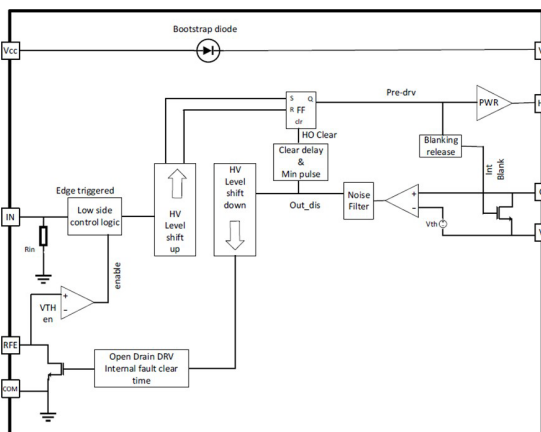 Bootstrap diode
Vcc
V
S Q
R FF
clr
Pre-drv
PWR
H
HO Clear
Clear delay
&
Min pulse
Blanking
release
Int
Blank
HV
Level
shift
down
Out_dis
Noise
Filter
+
-
Vth
C
V
Edge triggered
IN
Low side
control logic
HV
Level
shift
up
Rin
enable
+
-
VTH
en
RFE
Open Drain DRV
Internal fault clear
time
COM